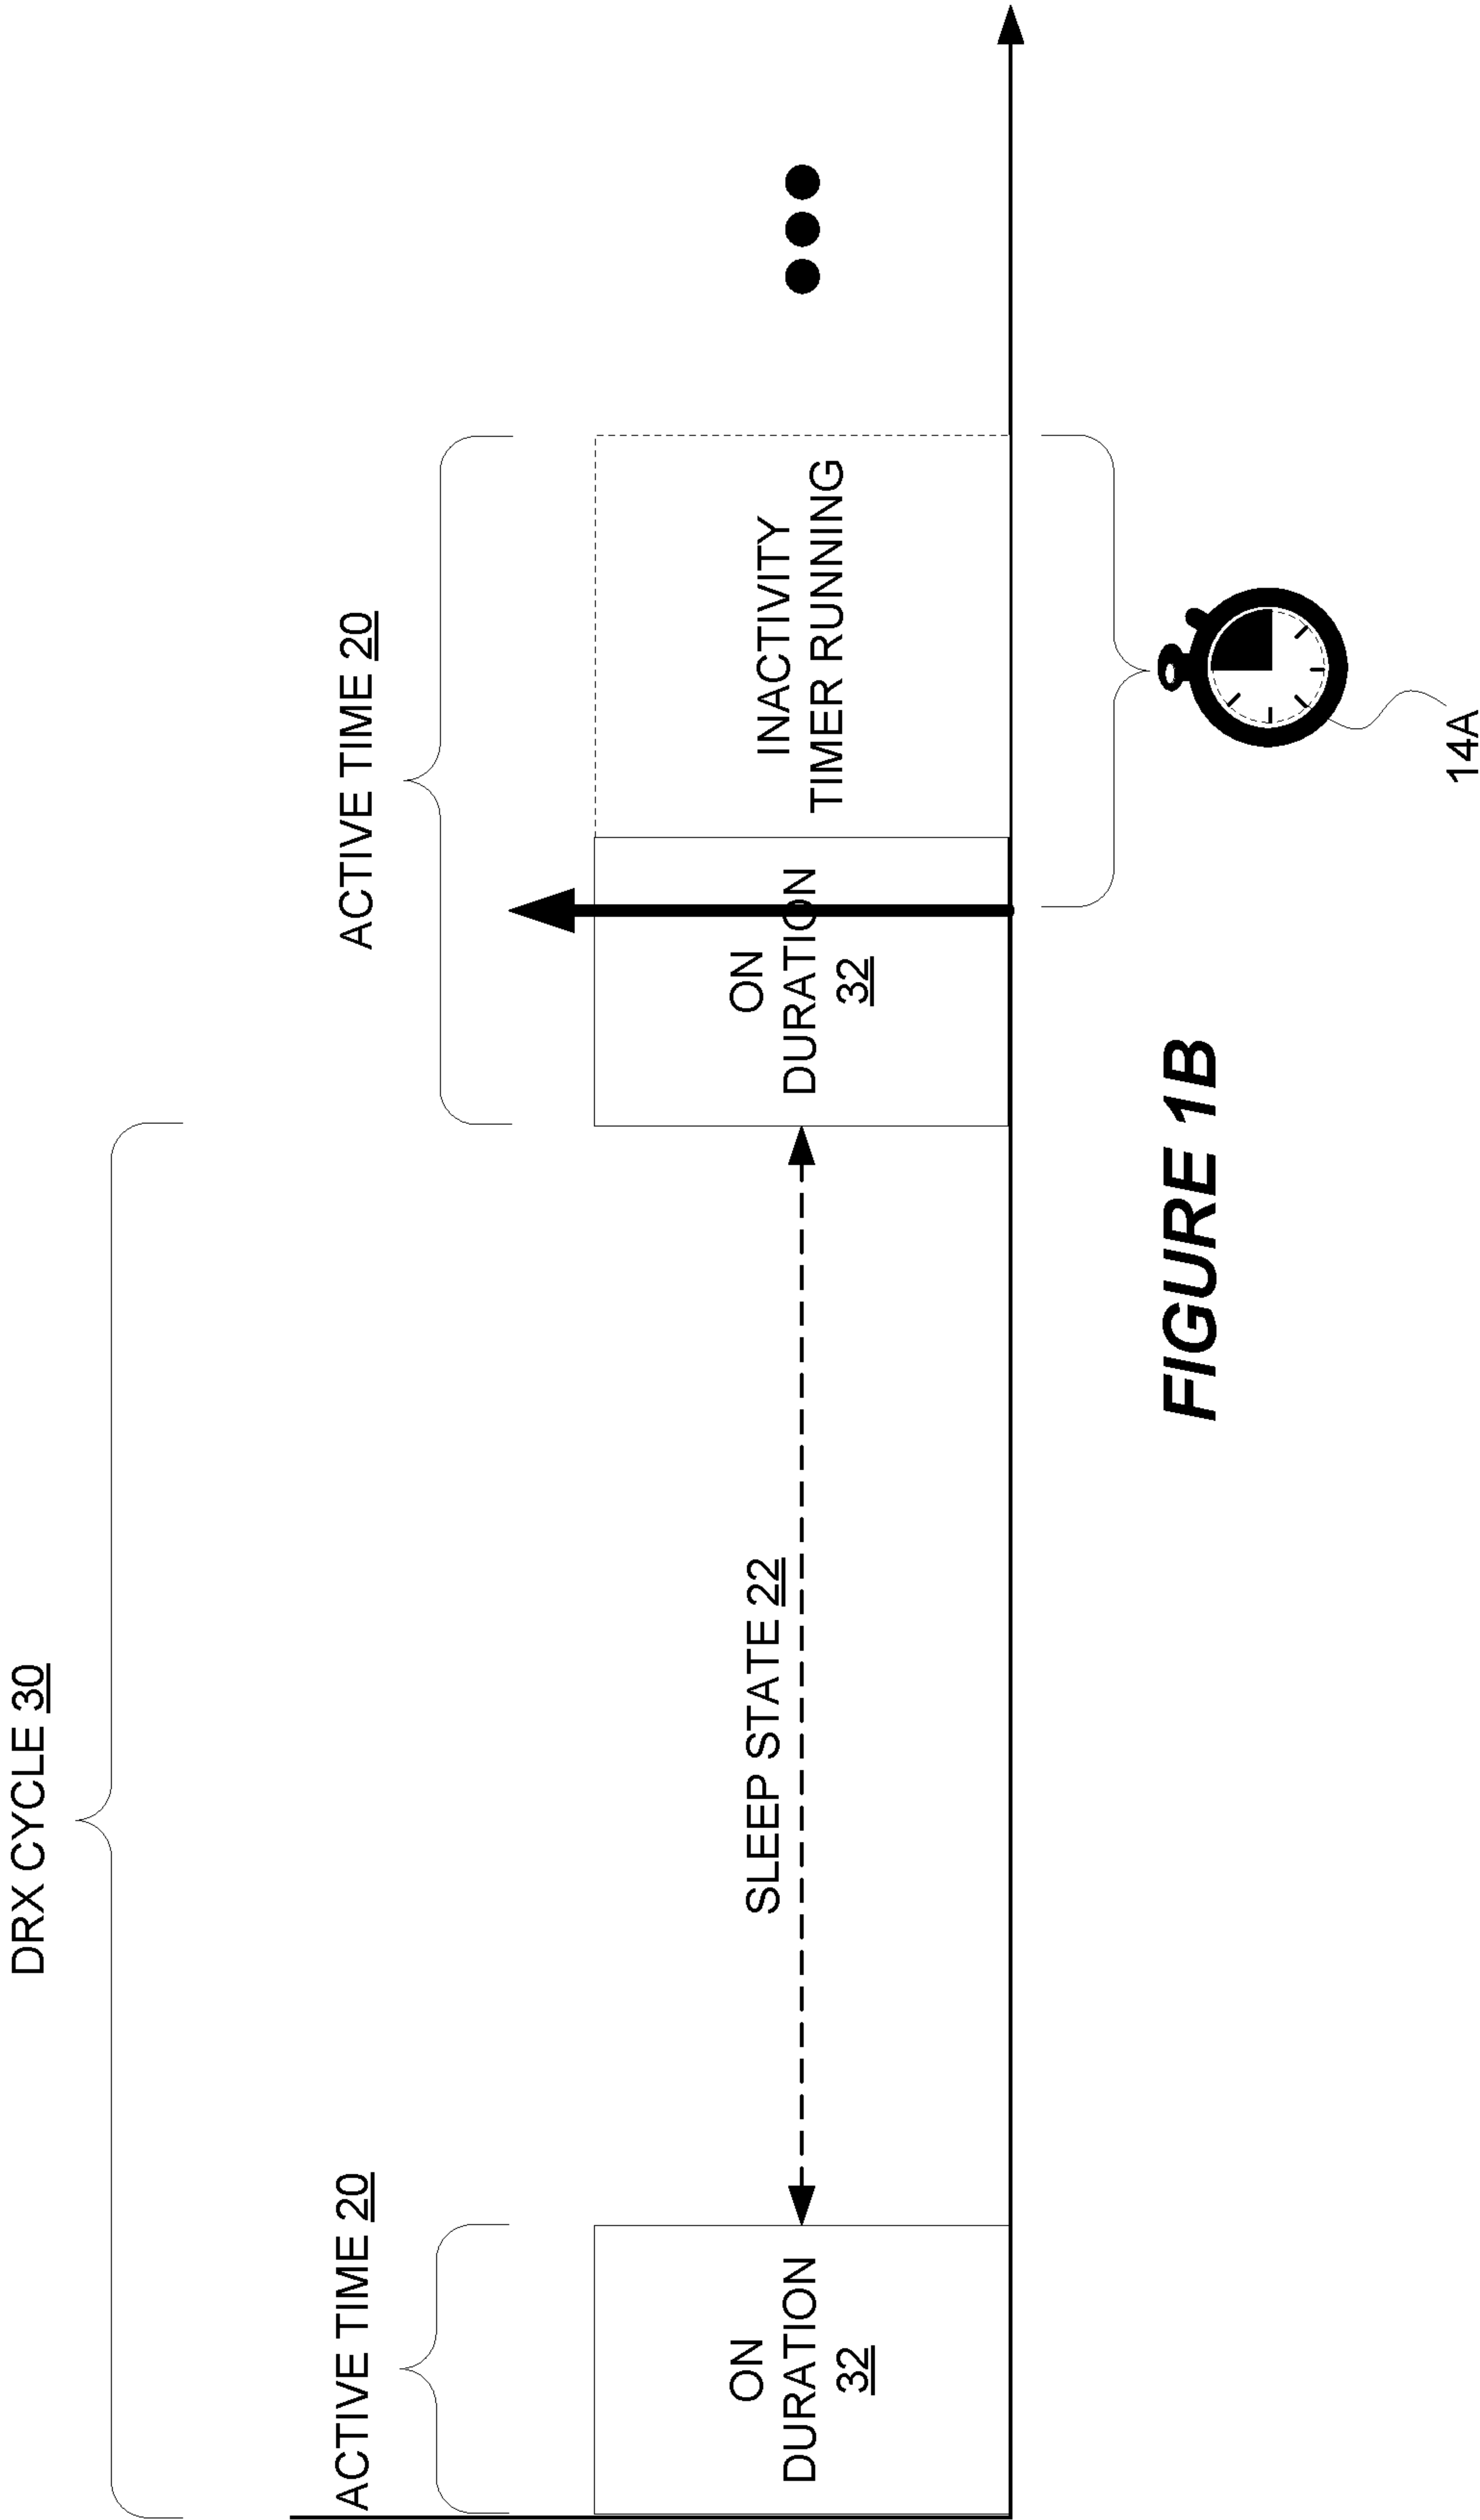 DRX CYCLE 30
ACTIVE TIME 20
ACTIVE TIME 20
ON
DURATION
32
SLEEP STATE 22
ON
DURATION
32
INACTIVITY
TIMER RUNNING
14A
FIGURE 1B